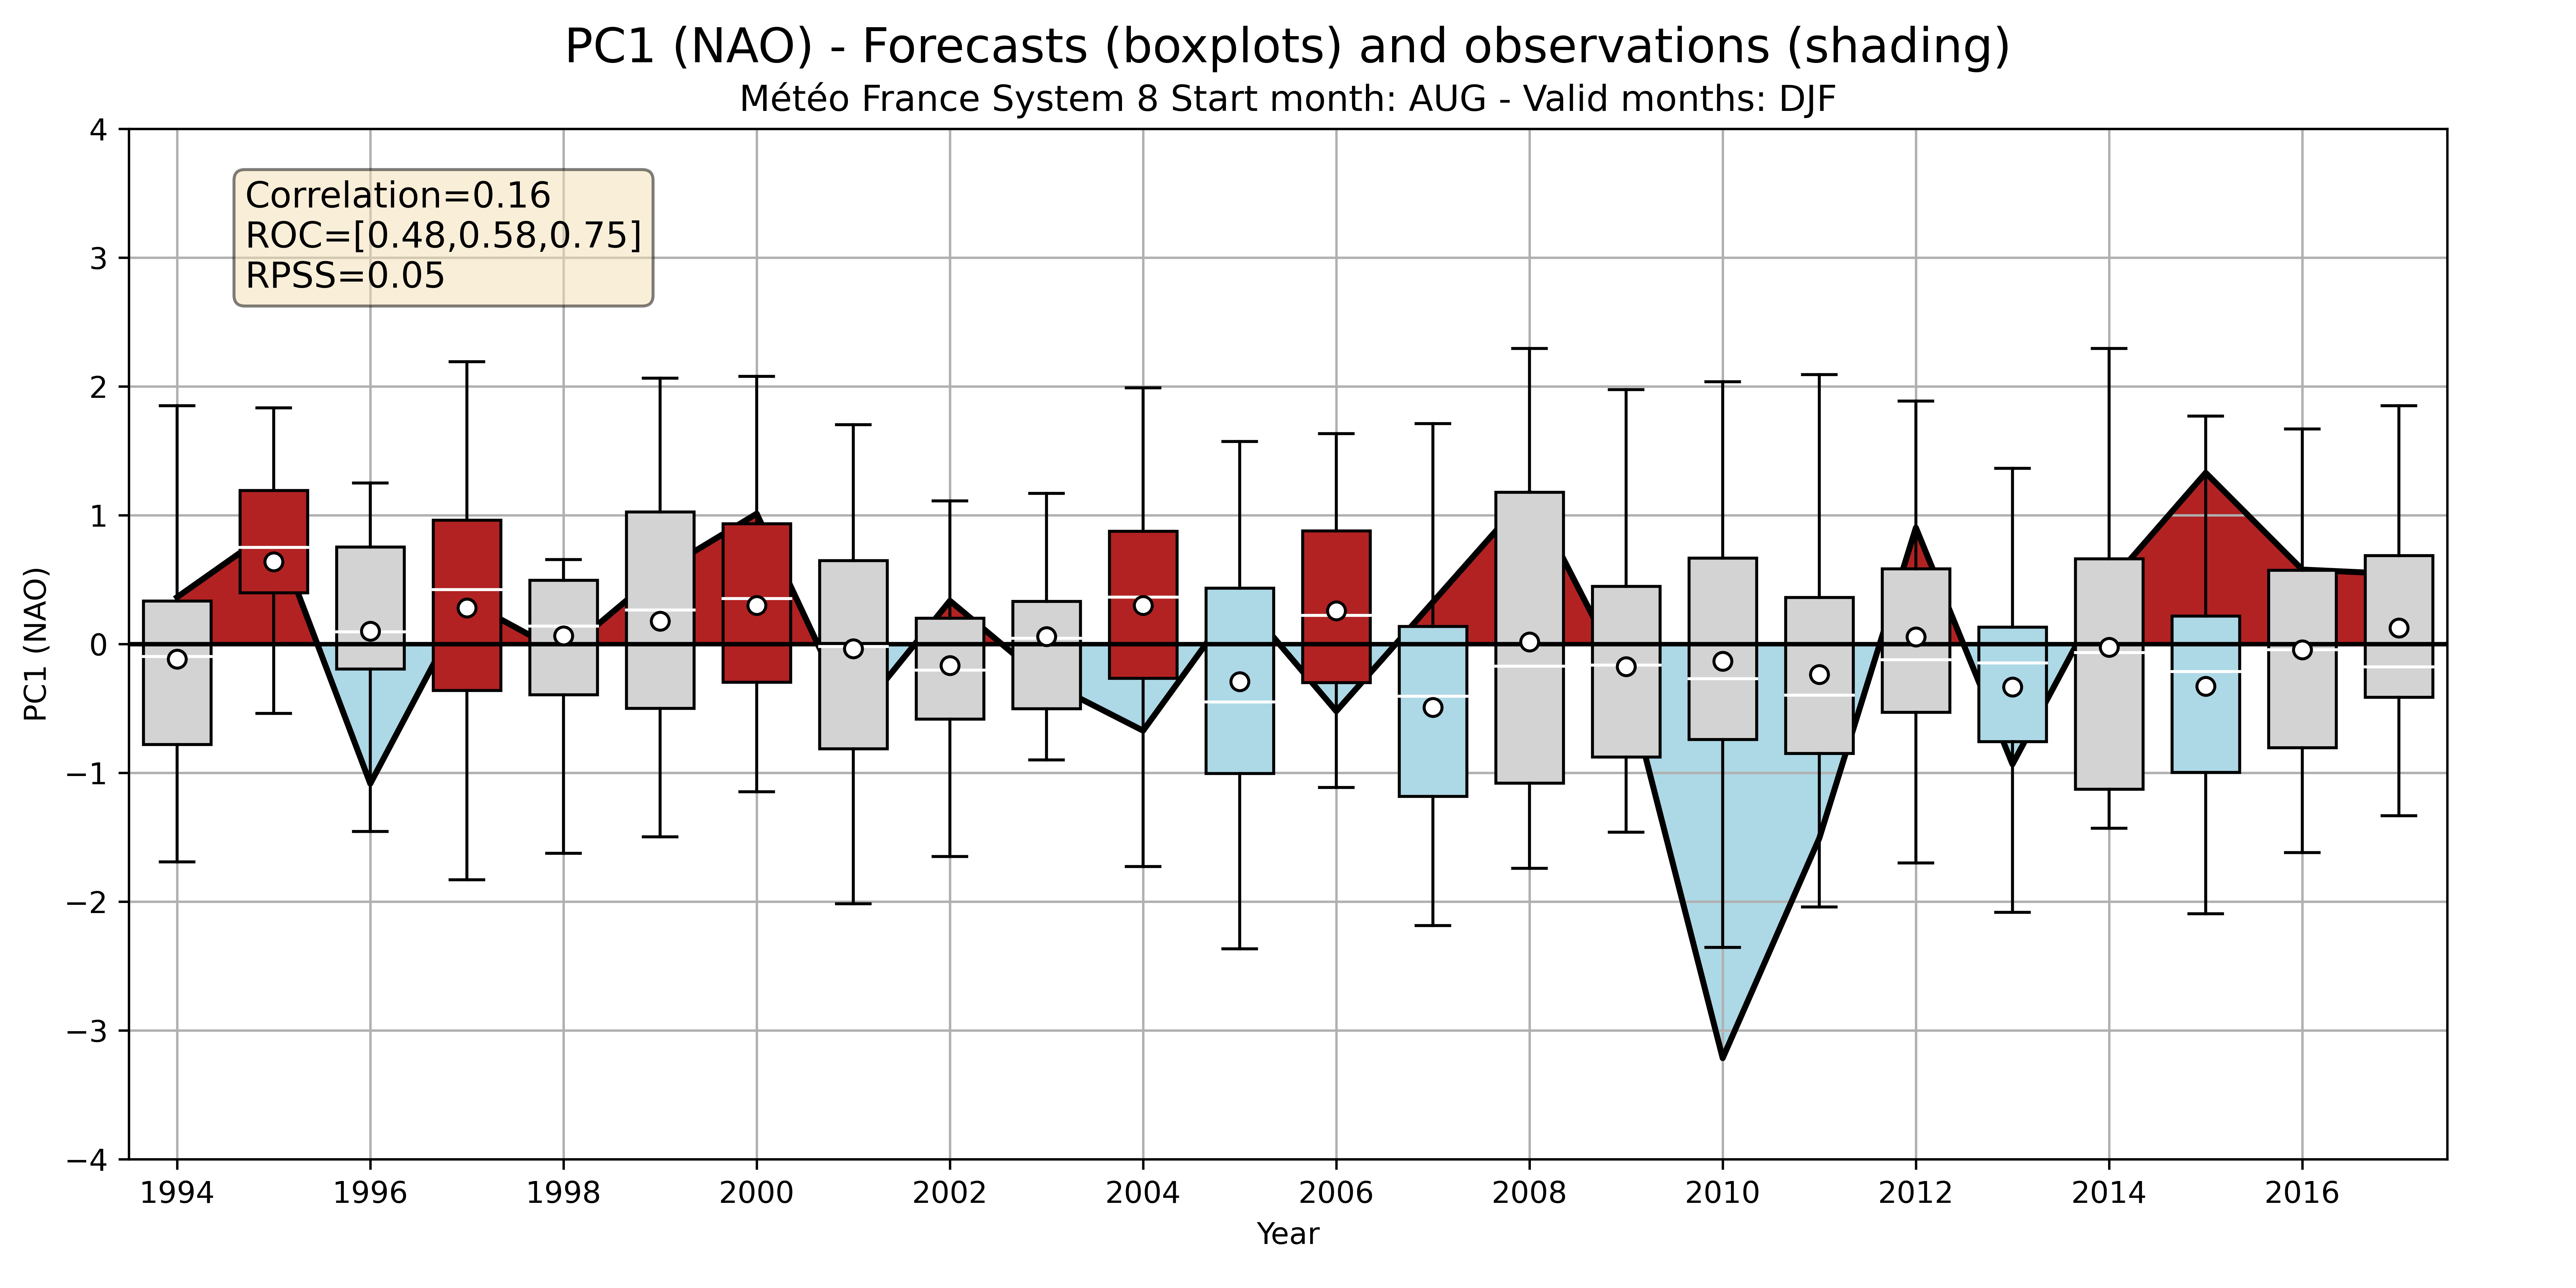 PC1 (NAO) - Forecasts (boxplots) and observations (shading)
Météo France System 8 Start month: AUG - Valid months: DJF
Correlation=0.16
ROC=[0.48,0.58,0.75]
RPSS=0.05
PC1 (NAO)
4
3
2
1
0
−1
−2
−3
−4
1994 1996 1998 2000 2002 2004 2006 2008 2010 2012 2014 2016
Year